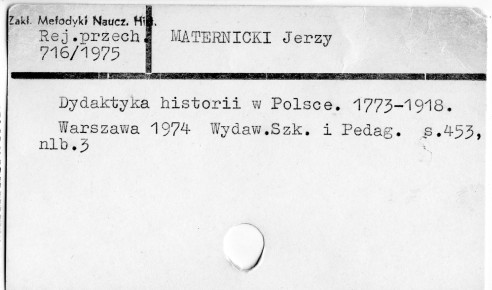 Zakł. Metodyki Naucz. His.
Rej.przech. MATERNICKI Jerzy
716/1975
Dydaktyka historii w Polsce. 1773-1918.
Warszawa 1974 Wydaw.Szk. i Pedag. s.453,
nlb.3